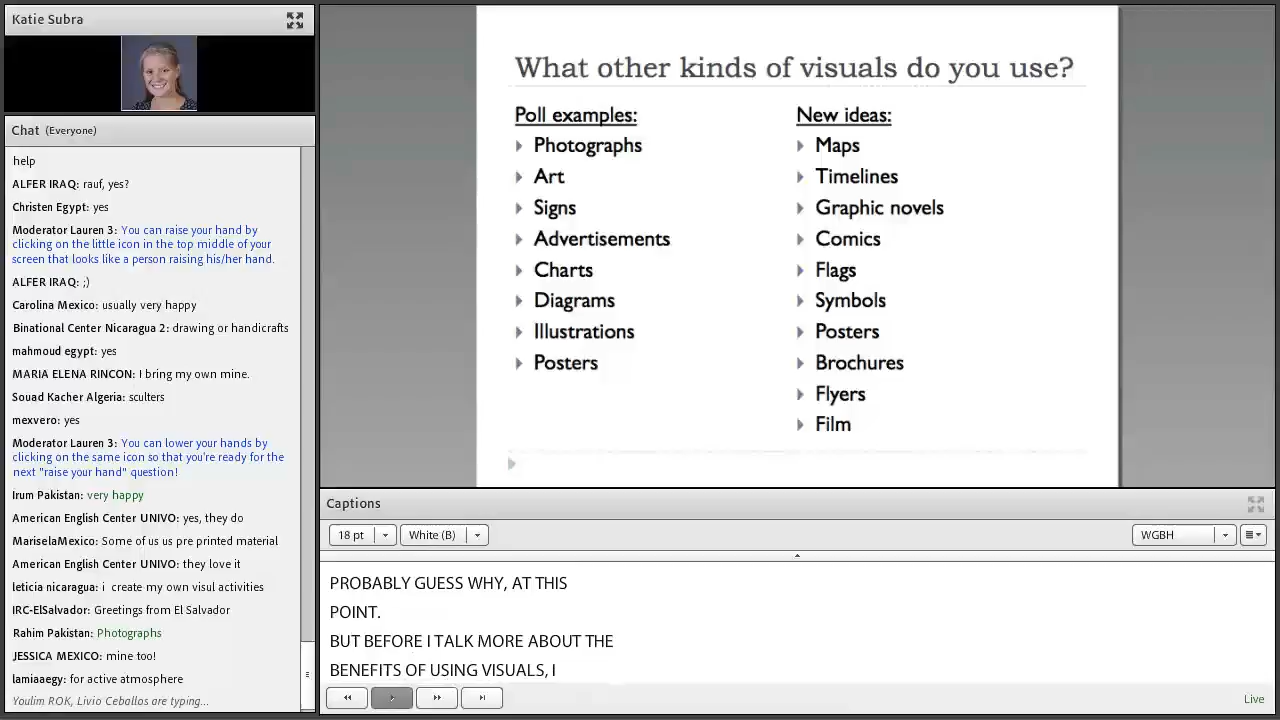 Katie Subra
Chat (Everyone)
help
ALFER IRAQ: rauf, yes?
Christen Egypt: yes
Moderator Lauren 3: You can raise your hand by
clicking on the little icon in the top middle of your
screen that looks like a person raising his/her hand.
ALFER IRAQ: ;)
Carolina Mexico: usually very happy
Binational Center Nicaragua 2: drawing or handicrafts
mahmoud egypt: yes
MARIA ELENA RINCON: I bring my own mine.
Souad Kacher Algeria: sculters
mexvero: yes
Moderator Lauren 3: You can lower your hands by
clicking on the same icon so that you're ready for the
next "raise your hand" question!
Irum Pakistan: very happy
American English Center UNIVO: yes, they do
MariselaMexico: Some of us us pre printed material
American English Center UNIVO: they love it
leticia nicaragua: i create my own visul activities
IRC-ElSalvador: Greetings from El Salvador
Rahim Pakistan: Photographs
JESSICA MEXICO: mine too!
lamiaaegy: for active atmosphere
Youlim ROK, Livio Ceballos are typing...
What other kinds of visuals do you use?
Poll examples:
Photographs
Art
Signs
Advertisements
Charts
Diagrams
Illustrations
Posters
New ideas:
Maps
Timelines
Graphic novels
Comics
Flags
Symbols
Posters
Brochures
Flyers
Film
Captions
18 pt White (B) WGBH
PROBABLY GUESS WHY, AT THIS
POINT.
BUT BEFORE I TALK MORE ABOUT THE
BENEFITS OF USING VISUALS, I
Live